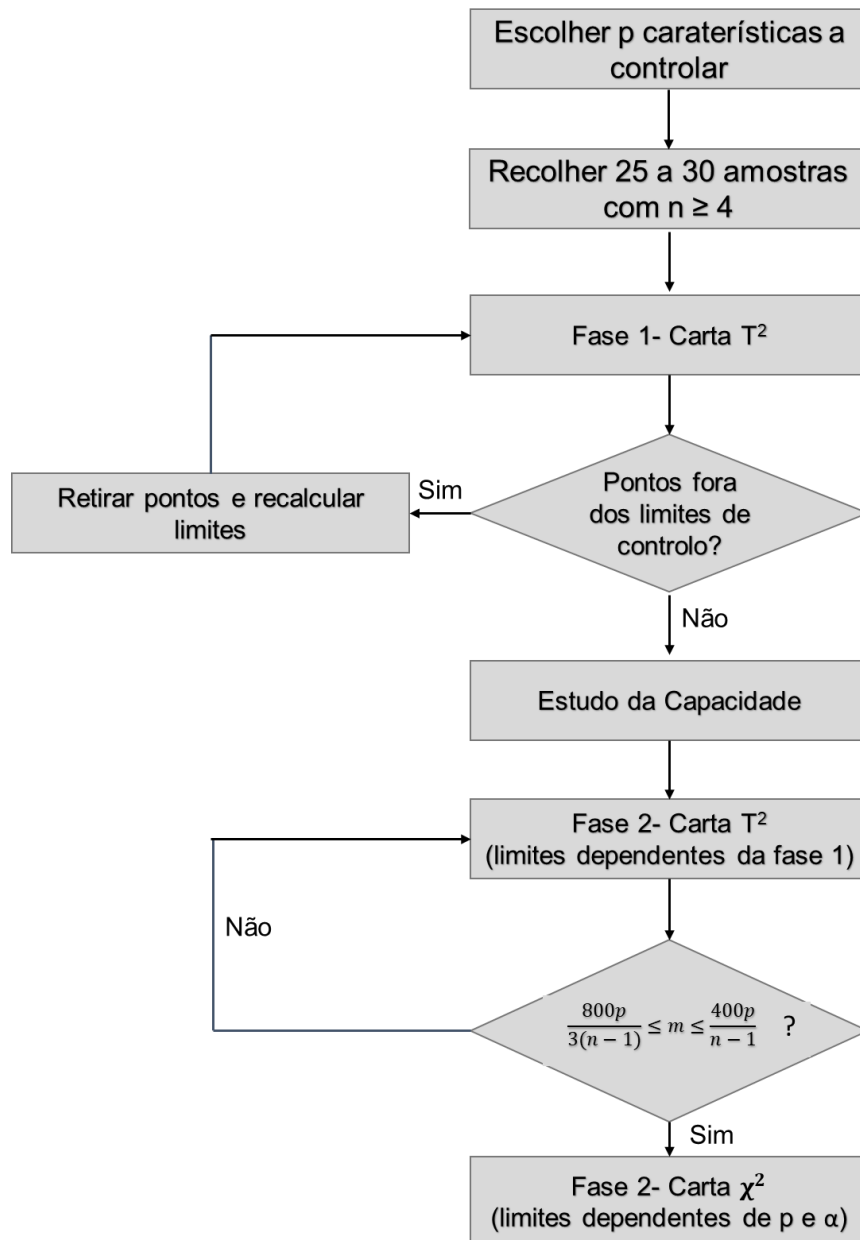 Escolher p caraterísticas a
controlar
Recolher 25 a 30 amostras
com n ≥ 4
Fase 1- Carta T²
Pontos fora
dos limites de
controlo?
Sim
Retirar pontos e recalcular
limites
Não
Estudo da Capacidade
Fase 2- Carta T²
(limites dependentes da fase 1)
Não
800p/3(n − 1) ≤ m ≤ 400p/n − 1 ?
Sim
Fase 2- Carta χ²
(limites dependentes de p e α)